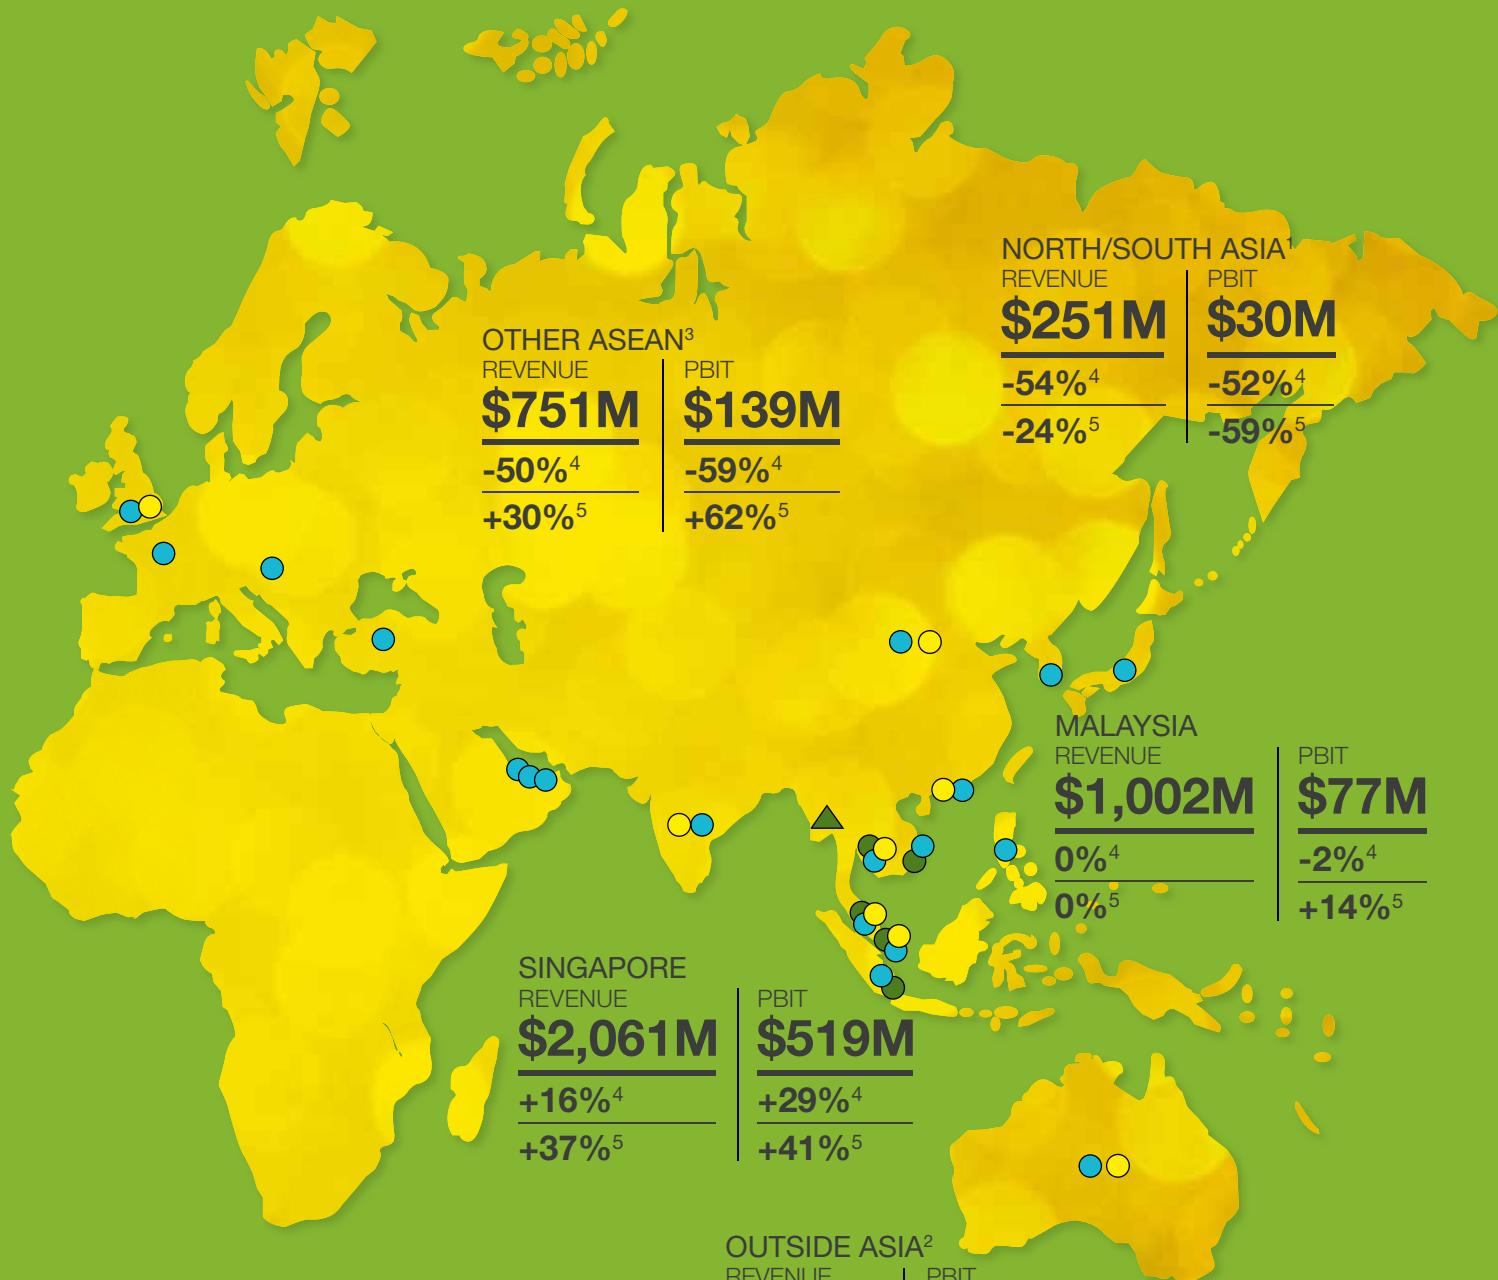 NORTH/SOUTH ASIA¹
REVENUE PBIT
$251M $30M
-54%⁴ -52%⁴
-24%⁵ -59%⁵
OTHER ASEAN³
REVENUE PBIT
$751M $139M
-50%⁴ -59%⁴
+30%⁵ +62%⁵
MALAYSIA
REVENUE PBIT
$1,002M $77M
0%⁴ -2%⁴
0%⁵ +14%⁵
SINGAPORE
REVENUE PBIT
$2,061M $519M
+16%⁴ +29%⁴
+37%⁵ +41%⁵
OUTSIDE ASIA²
REVENUE PBIT